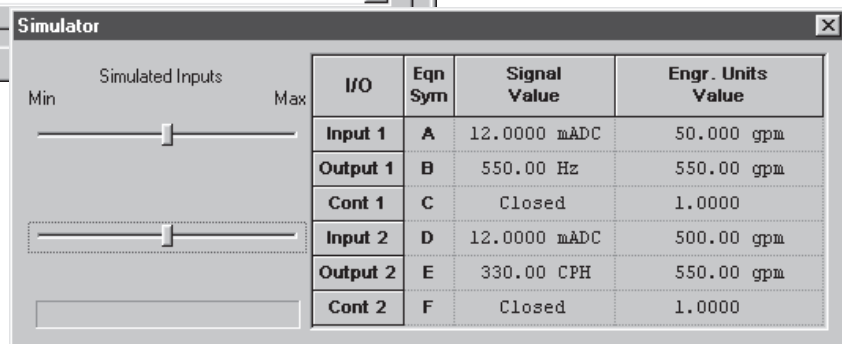 Simulator
Simulated Inputs
Min Max
I/O Eqn Sym Signal Value Engr. Units Value
Input 1 A 12.0000 mADC 50.000 gpm
Output 1 B 550.00 Hz 550.00 gpm
Cont 1 C Closed 1.0000
Input 2 D 12.0000 mADC 500.00 gpm
Output 2 E 330.00 CPH 550.00 gpm
Cont 2 F Closed 1.0000